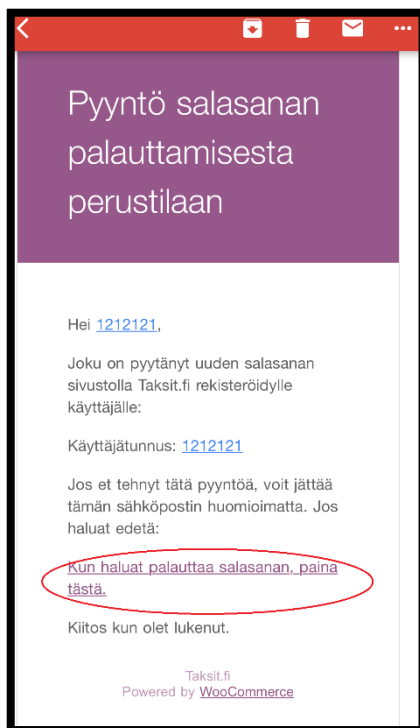 Pyyntö salasanan
palauttamisesta
perustilaan
Hei 1212121,
Joku on pyytänyt uuden salasanan
sivustolla Taksit.fi rekisteröidylle
käyttäjälle:
Käyttäjätunnus: 1212121
Jos et tehnyt tätä pyyntöä, voit jättää
tämän sähköpostin huomioimatta. Jos
haluat edetä:
Kun haluat palauttaa salasanan, paina
tästä.
Kiitos kun olet lukenut.
Taksit.fi
Powered by WooCommerce